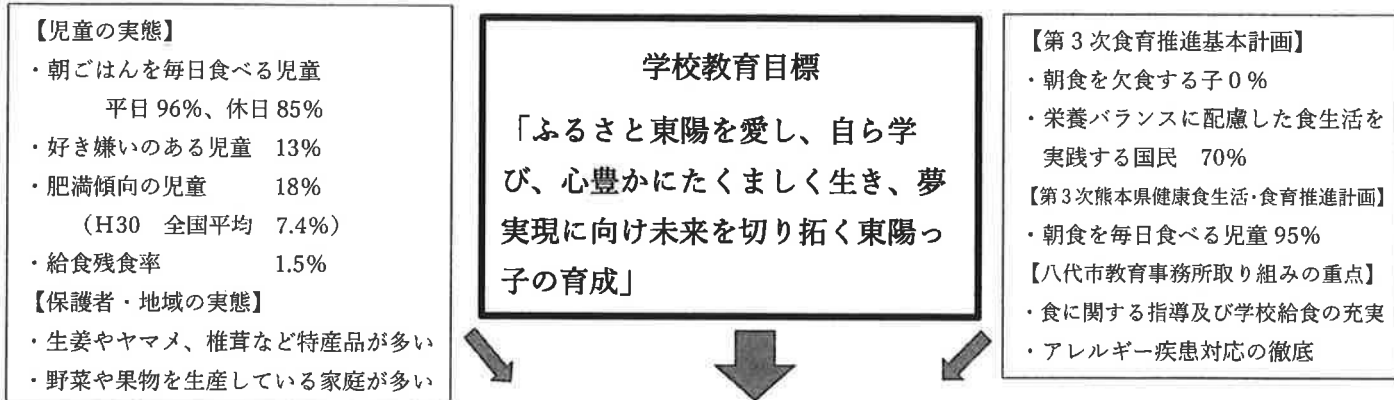 【児童の実態】
・朝ごはんを毎日食べる児童
平日 96%、休日 85%
・好き嫌いのある児童 13%
・肥満傾向の児童 18%
（H30 全国平均 7.4%）
・給食残食率 1.5%
【保護者・地域の実態】
・生姜やヤマメ、椎茸など特産品が多い
・野菜や果物を生産している家庭が多い
学校教育目標
「ふるさと東陽を愛し、自ら学
び、心豊かにたくましく生き、夢
実現に向け未来を切り拓く東陽っ
子の育成」
【第3次食育推進基本計画】
・朝食を欠食する子0%
・栄養バランスに配慮した食生活を
実践する国民 70%
【第3次熊本県健康食生活・食育推進計画】
・朝食を毎日食べる児童 95%
【八代市教育事務所取り組みの重点】
・食に関する指導及び学校給食の充実
・アレルギー疾患対応の徹底